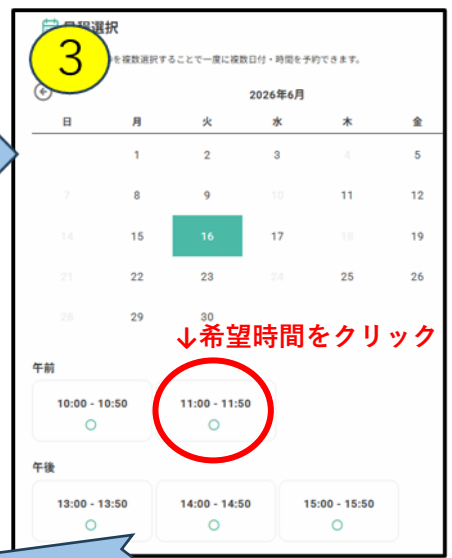 日程選択
3
を複数選択することで一度に複数日付・時間を予約できます。
2026年6月
日 月 火 水 木 金
1 2 3 4 5
7 8 9 10 11 12
14 15 16 17 18 19
21 22 23 24 25 26
28 29 30
↓希望時間をクリック
午前
10:00 - 10:50 11:00 - 11:50
午後
13:00 - 13:50 14:00 - 14:50 15:00 - 15:50